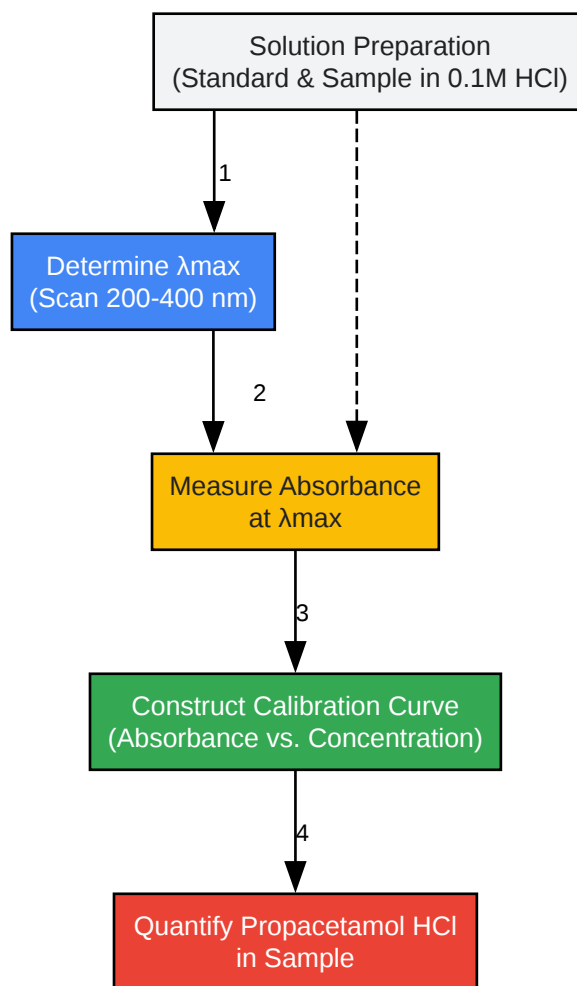 Solution Preparation
(Standard & Sample in 0.1M HCl)
1
Determine λmax
(Scan 200-400 nm)
2
Measure Absorbance
at λmax
3
Construct Calibration Curve
(Absorbance vs. Concentration)
4
Quantify Propacetamol HCl
in Sample